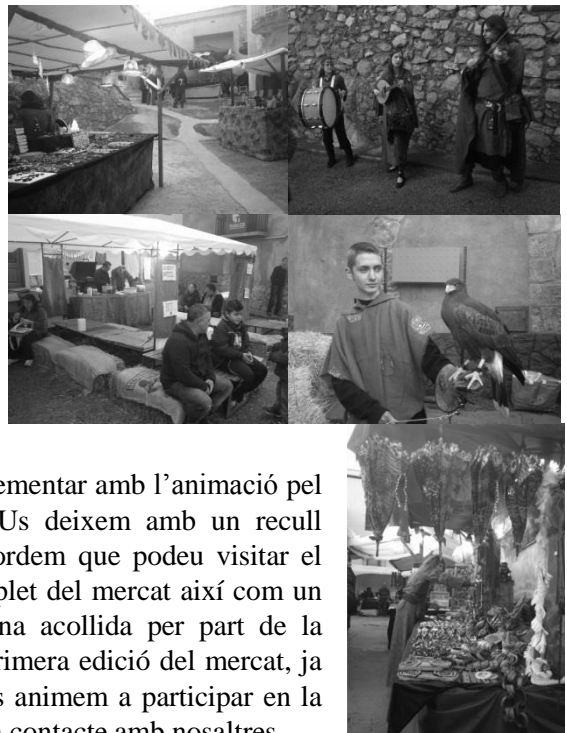 ementar amb l’animació pel
Us deixem amb un recull
ordem que podeu visitar el
plet del mercat així com un
na acollida per part de la
rimera edició del mercat, ja
s animem a participar en la
contacte amb nosaltres